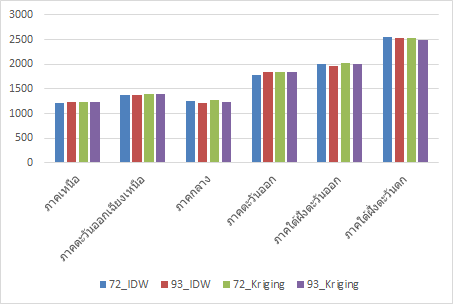 3000
2500
2000
1500
1000
500
0
ภาคเหนือ
ภาคตะวันออกเฉียงเหนือ
ภาคกลาง
ภาคตะวันออก
ภาคใต้ฝั่งตะวันออก
ภาคใต้ฝั่งตะวันตก
72_IDW 93_IDW 72_Kriging 93_Kriging